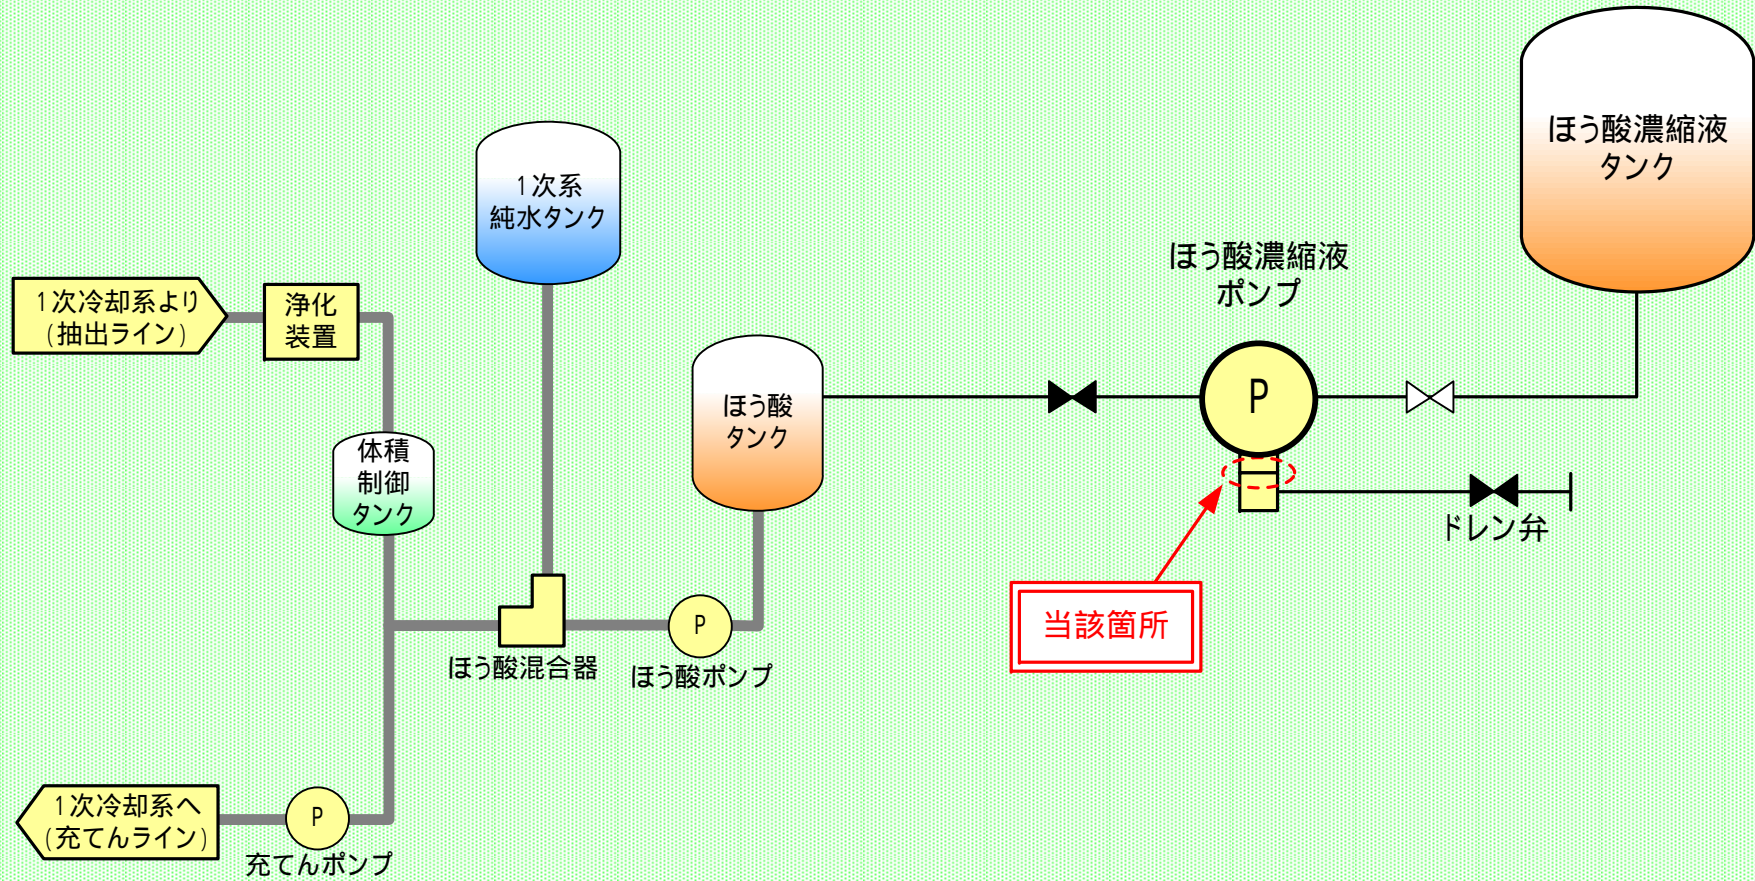 ほう酸濃縮液
タンク
1次系
純水タンク
ほう酸濃縮液
ポンプ
1次冷却系より
(抽出ライン)
浄化
装置
ほう酸
タンク
P
体積
制御
タンク
ドレン弁
当該箇所
P
ほう酸混合器
ほう酸ポンプ
1次冷却系へ
(充てんライン)
P
充てんポンプ